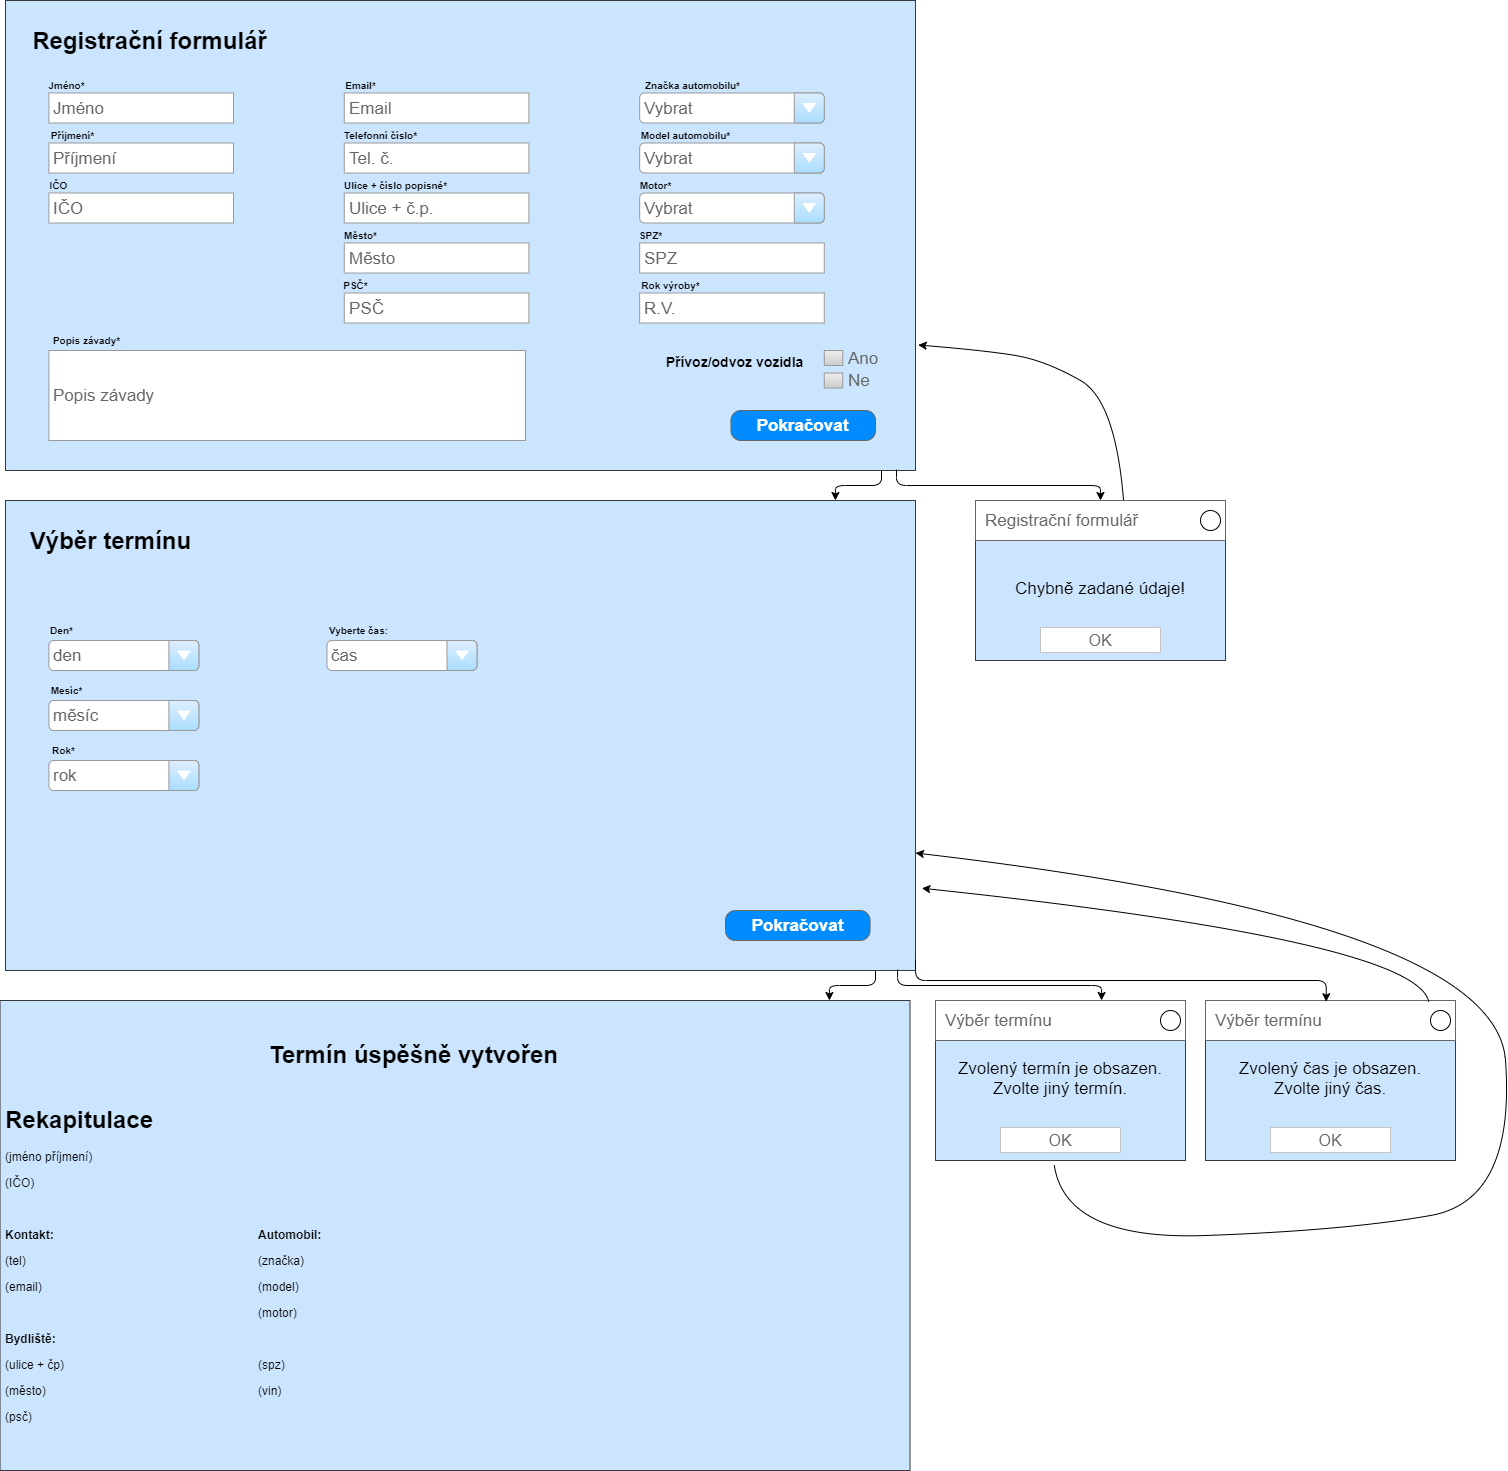 Registrační formulář
Jméno*
Jméno
Příjmení*
Příjmení
IČO
IČO
Email*
Email
Telefonní číslo*
Tel. č.
Ulice + číslo popisné*
Ulice + č.p.
Město*
Město
PSČ*
PSČ
Značka automobilu*
Vybrat
Model automobilu*
Vybrat
Motor*
Vybrat
SPZ*
SPZ
Rok výroby*
R.V.
Popis závady*
Popis závady
Přívoz/odvoz vozidla
Ano
Ne
Pokračovat
Registrační formulář
Chybně zadané údaje!
OK
Výběr termínu
Den*
den
Mesíc*
měsíc
Rok*
rok
Vyberte čas:
čas
Pokračovat
Výběr termínu
Zvolený termín je obsazen.
Zvolte jiný termín.
OK
Výběr termínu
Zvolený čas je obsazen.
Zvolte jiný čas.
OK
Termín úspěšně vytvořen
Rekapitulace
(jméno příjmení)
(IČO)
Kontakt:
(tel)
(email)
Bydliště:
(ulice + čp)
(město)
(psč)
Automobil:
(značka)
(model)
(motor)
(spz)
(vin)